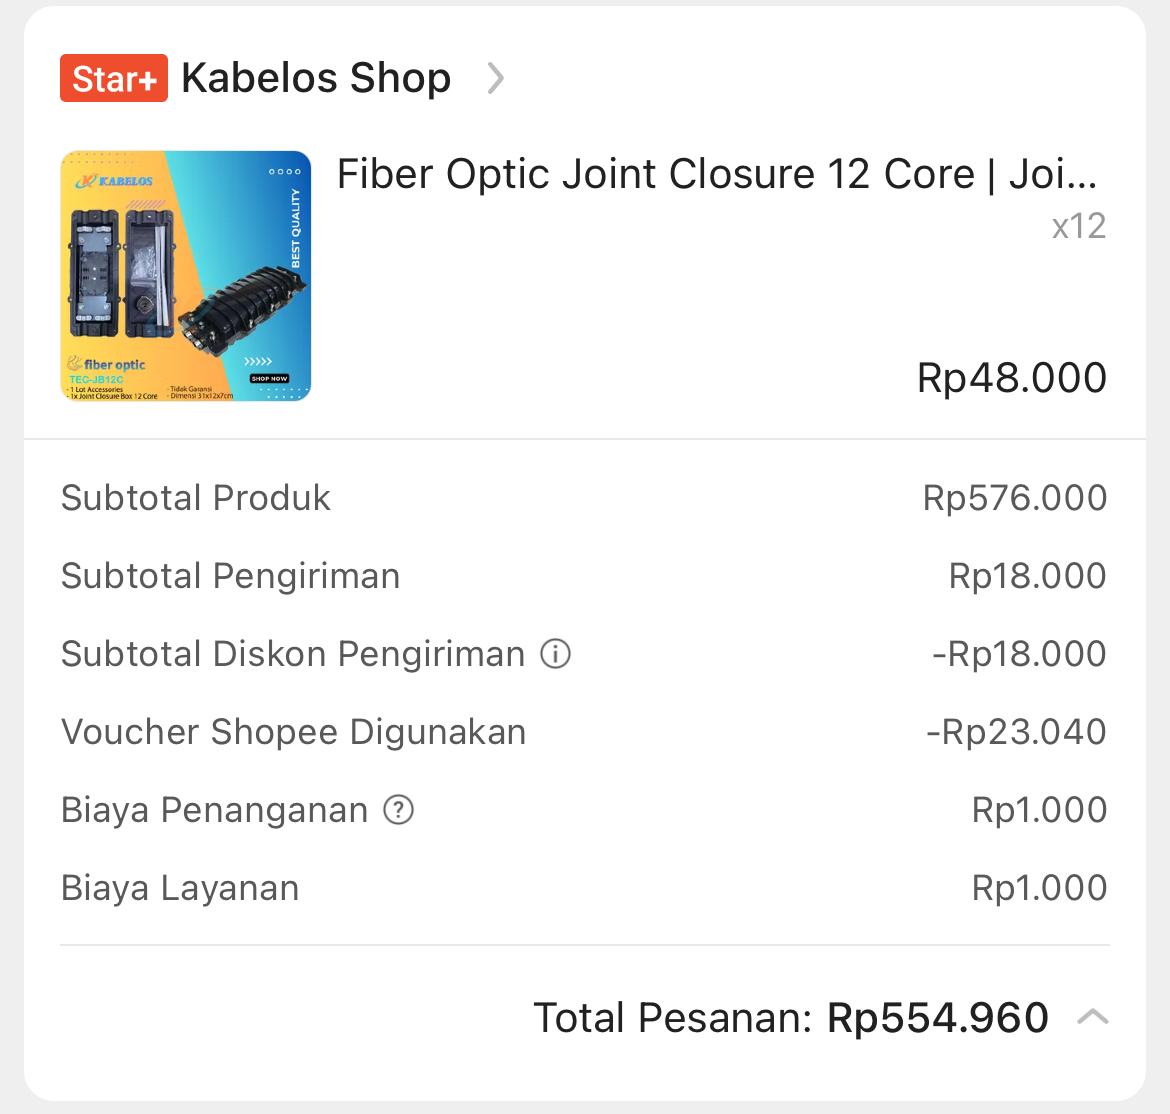 Star+ Kabelos Shop
KABELOS
BEST QUALITY
fiber optic
TEC-JB12C
- 1 Lot Accessories
- 1x Joint Closure Box 12 Core
- Tidak Garansi
- Dimensi 31x12x7cm
SHOP NOW
Fiber Optic Joint Closure 12 Core | Joi...
x12
Rp48.000
Subtotal Produk Rp576.000
Subtotal Pengiriman Rp18.000
Subtotal Diskon Pengiriman -Rp18.000
Voucher Shopee Digunakan -Rp23.040
Biaya Penanganan Rp1.000
Biaya Layanan Rp1.000
Total Pesanan: Rp554.960